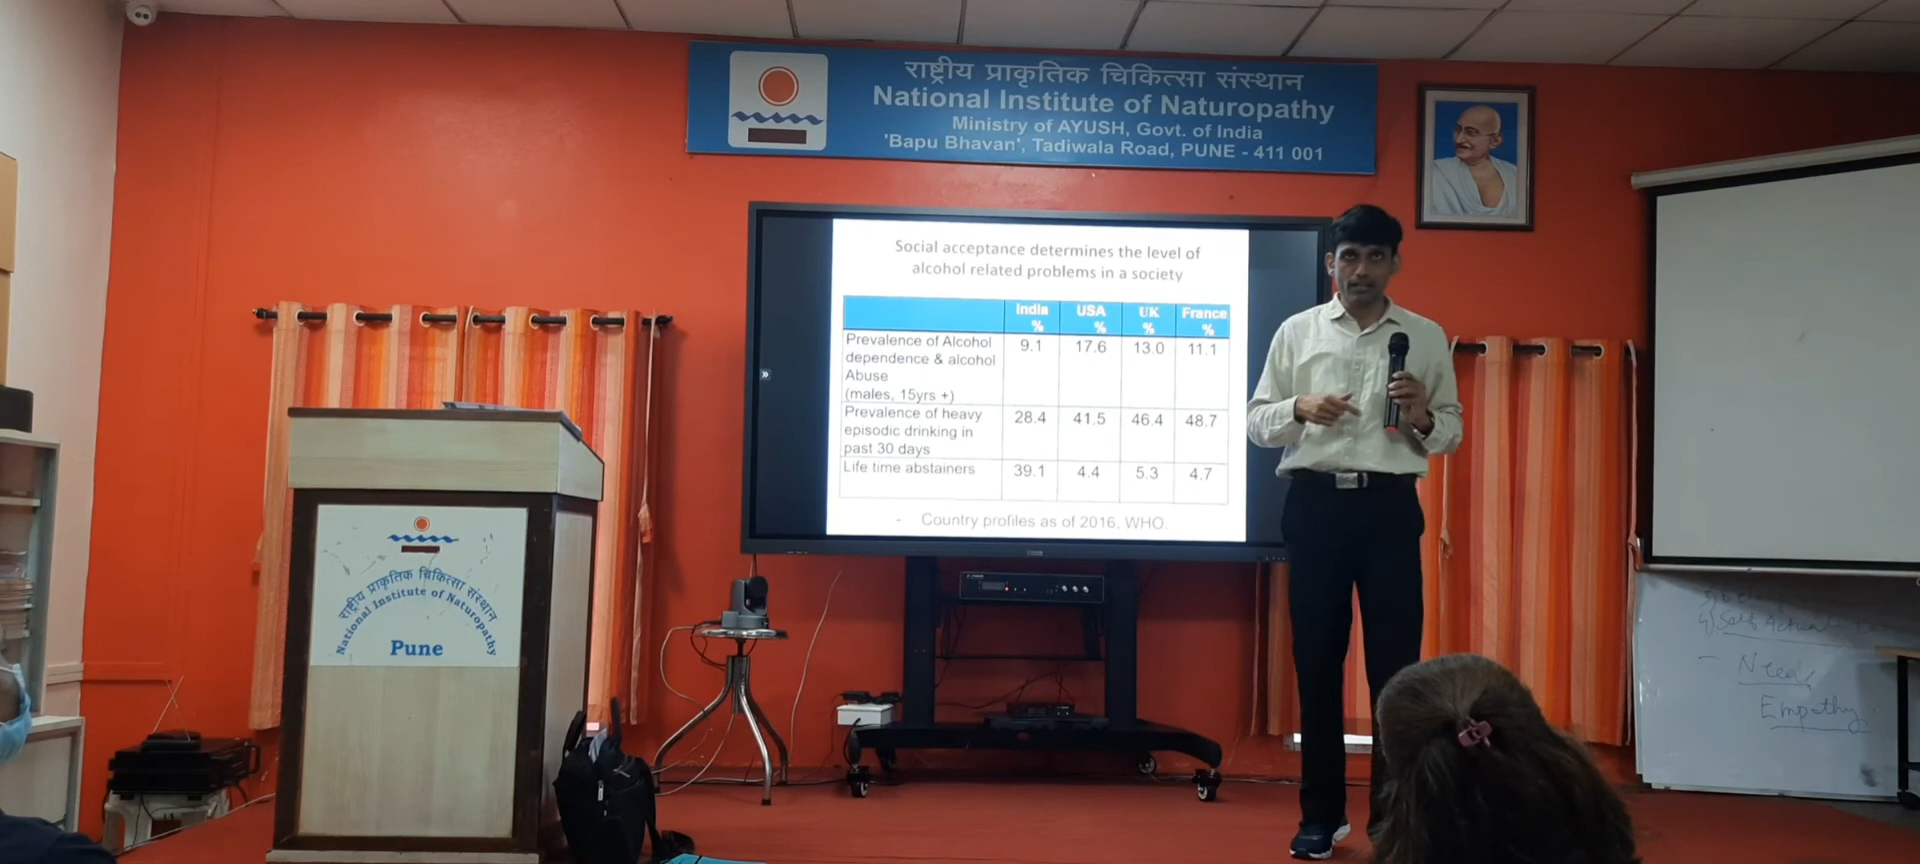 राष्ट्रीय प्राकृतिक चिकित्सा संस्थान
National Institute of Naturopathy
Ministry of AYUSH, Govt. of India
'Bapu Bhavan', Tadiwala Road, PUNE - 411 001
Social acceptance determines the level of
alcohol related problems in a society
India % USA % UK % France %
Prevalence of Alcohol dependence & alcohol Abuse (males, 15yrs +) 9.1 17.6 13.0 11.1
Prevalence of heavy episodic drinking in past 30 days 28.4 41.5 46.4 48.7
Life time abstainers 39.1 4.4 5.3 4.7
- Country profiles as of 2016, WHO.
राष्ट्रीय प्राकृतिक चिकित्सा संस्थान
National Institute of Naturopathy
Pune
- Need
Empathy